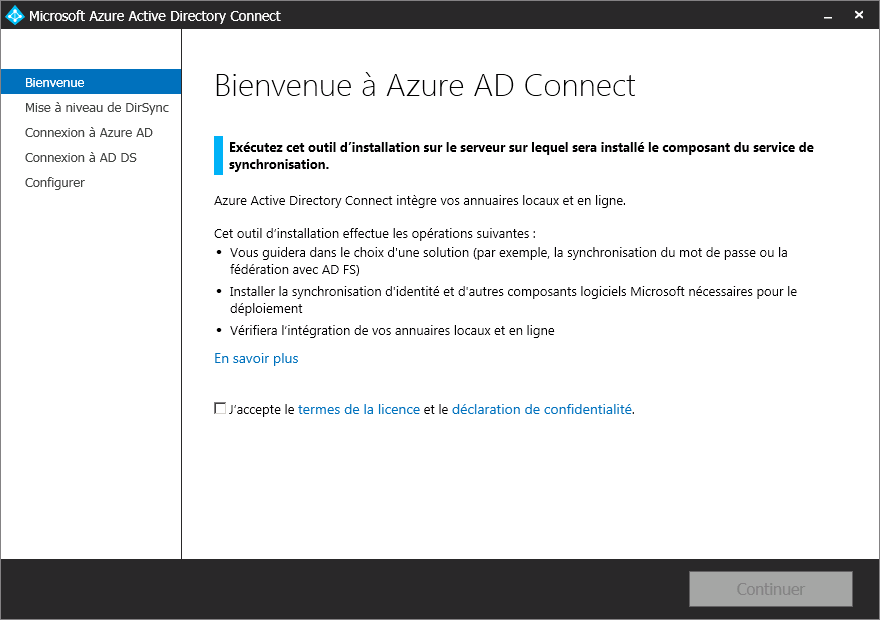 Microsoft Azure Active Directory Connect
Bienvenue
Mise à niveau de DirSync
Connexion à Azure AD
Connexion à AD DS
Configurer
Bienvenue à Azure AD Connect
Exécutez cet outil d’installation sur le serveur sur lequel sera installé le composant du service de
synchronisation.
Azure Active Directory Connect intègre vos annuaires locaux et en ligne.
Cet outil d’installation effectue les opérations suivantes :
• Vous guidera dans le choix d'une solution (par exemple, la synchronisation du mot de passe ou la
fédération avec AD FS)
• Installer la synchronisation d'identité et d'autres composants logiciels Microsoft nécessaires pour le
déploiement
• Vérifiera l’intégration de vos annuaires locaux et en ligne
En savoir plus
J’accepte le termes de la licence et le déclaration de confidentialité.
Continuer